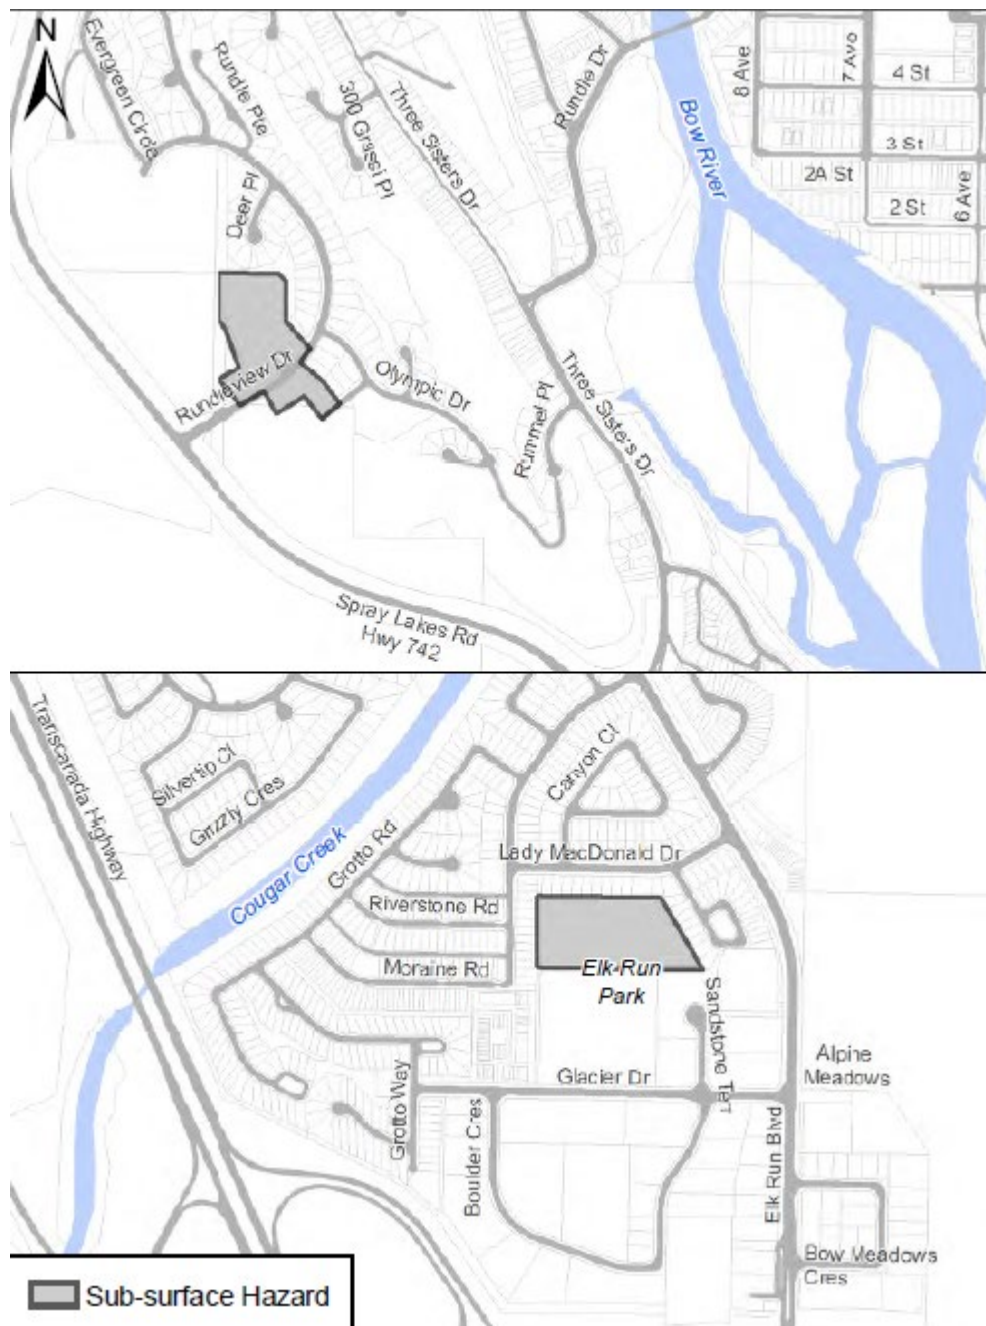 N
Evergreen Circle
Rundle Pte
300 Grassi Pl
Three Sisters Dr
Rundle Dr
Bow River
8 Ave
7 Ave
4 St
3 St
2A St
2 St
6 Ave
Deer Pl
Rundleview Dr
Olympic Dr
Rummel Pl
Three Sisters Dr
Spray Lakes Rd
Hwy 742
Transcanada Highway
Silvertip Cl
Grizzly Cres
Cougar Creek
Grotto Rd
Canyon Cl
Lady MacDonald Dr
Riverstone Rd
Moraine Rd
Elk Run
Park
Sandstone Terr
Glacier Dr
Alpine
Meadows
Grotto Way
Boulder Cres
Elk Run Blvd
Bow Meadows
Cres
Sub-surface Hazard